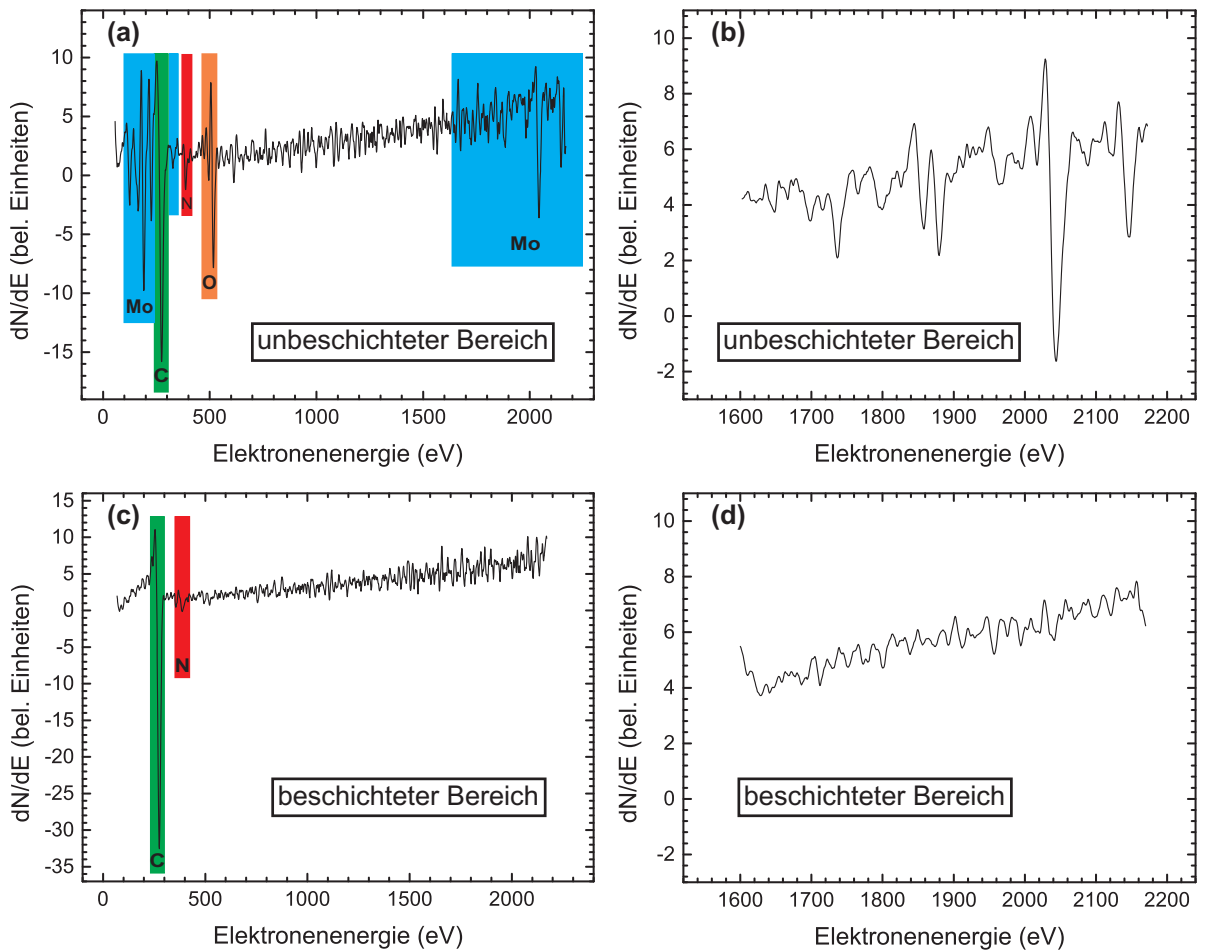 (a)
10
5
0
-5
-10
-15
dN/dE (bel. Einheiten)
Mo
C
N
O
Mo
unbeschichteter Bereich
0 500 1000 1500 2000
Elektronenenergie (eV)
(b)
10
8
6
4
2
0
-2
dN/dE (bel. Einheiten)
unbeschichteter Bereich
1600 1700 1800 1900 2000 2100 2200
Elektronenenergie (eV)
(c)
15
10
5
0
-5
-10
-15
-20
-25
-30
-35
dN/dE (bel. Einheiten)
C
N
beschichteter Bereich
0 500 1000 1500 2000
Elektronenenergie (eV)
(d)
10
8
6
4
2
0
-2
dN/dE (bel. Einheiten)
beschichteter Bereich
1600 1700 1800 1900 2000 2100 2200
Elektronenenergie (eV)